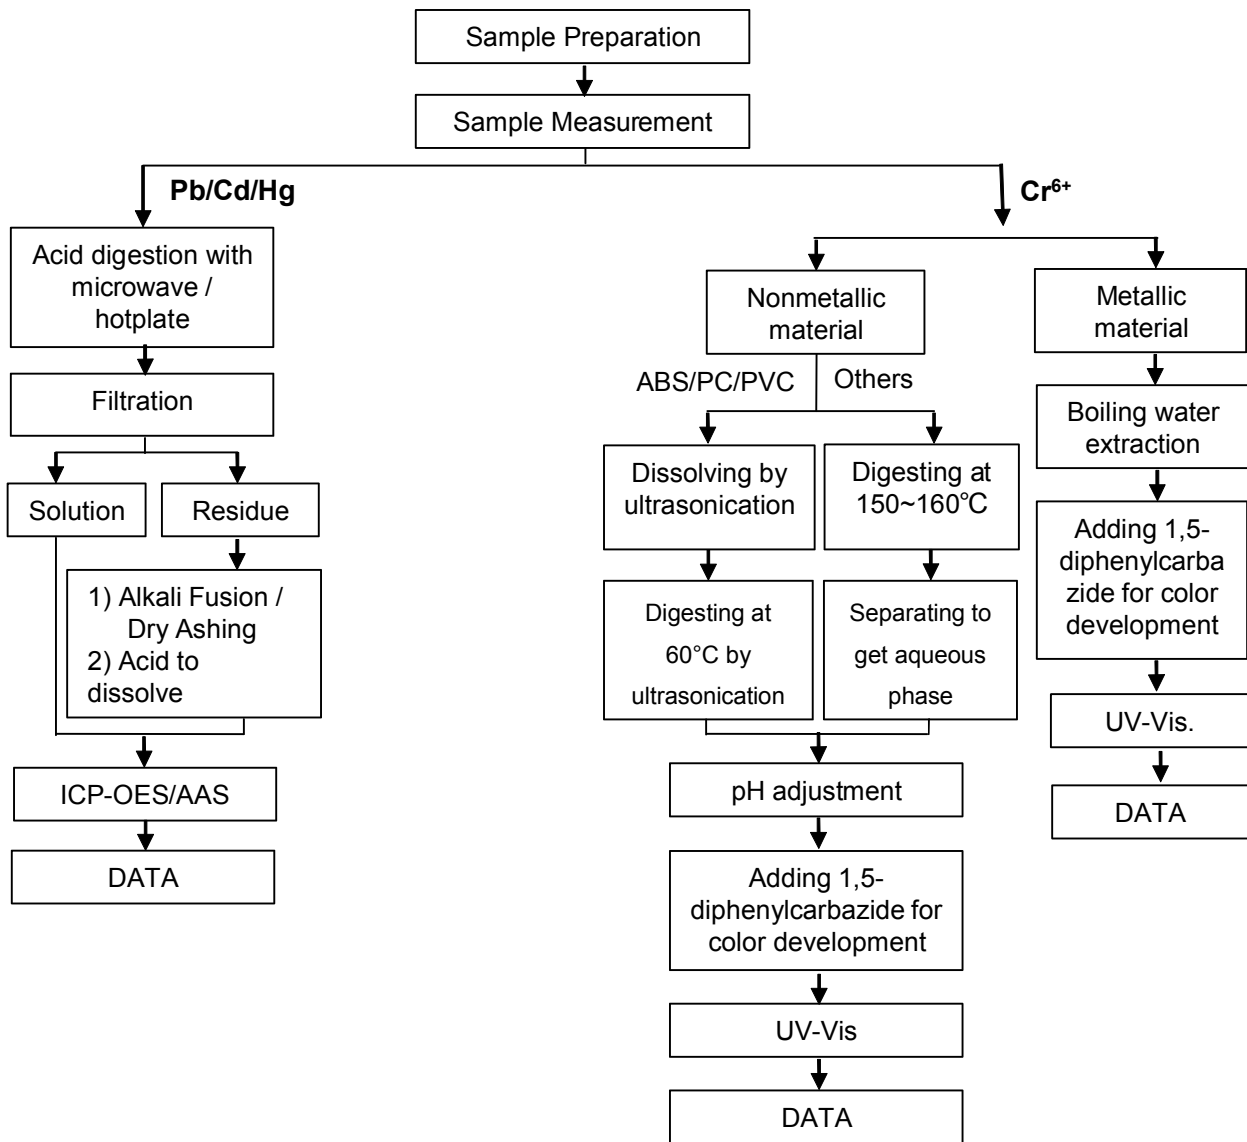 Sample Preparation
Sample Measurement
Pb/Cd/Hg
Cr⁶⁺
Acid digestion with
microwave /
hotplate
Filtration
Solution
Residue
1) Alkali Fusion /
Dry Ashing
2) Acid to
dissolve
ICP-OES/AAS
DATA
Nonmetallic
material
ABS/PC/PVC
Others
Dissolving by
ultrasonication
Digesting at
150~160℃
Digesting at
60°C by
ultrasonication
Separating to
get aqueous
phase
pH adjustment
Adding 1,5-
diphenylcarbazide for
color development
UV-Vis
DATA
Metallic
material
Boiling water
extraction
Adding 1,5-
diphenylcarba
zide for color
development
UV-Vis.
DATA